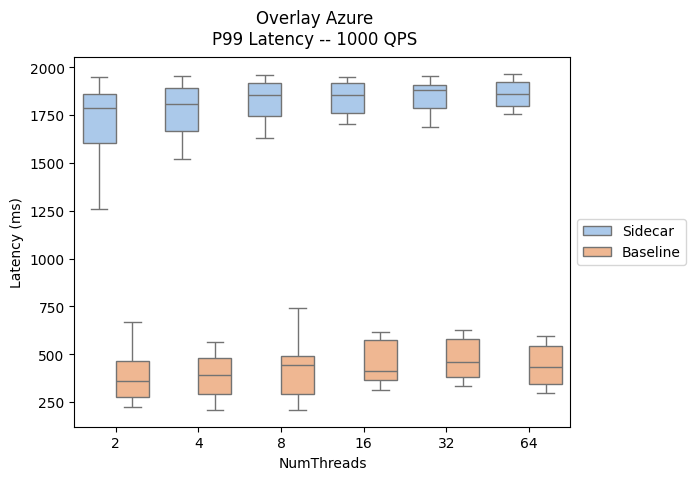 Overlay Azure
P99 Latency -- 1000 QPS
Latency (ms)
2000
1750
1500
1250
1000
750
500
250
2 4 8 16 32 64
NumThreads
Sidecar
Baseline